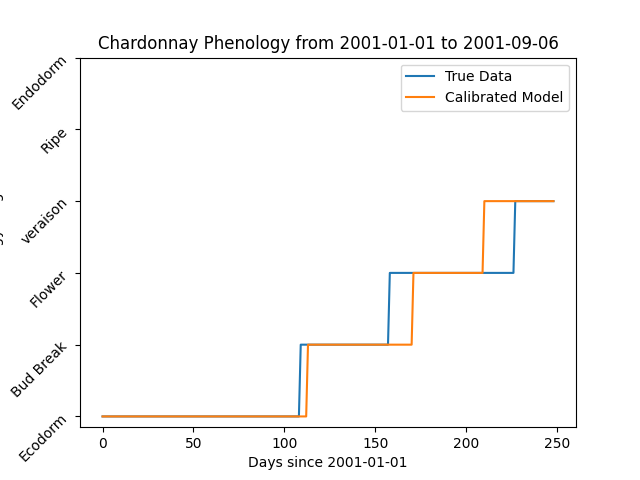 Chardonnay Phenology from 2001-01-01 to 2001-09-06
True Data
Calibrated Model
Endodorm
Ripe
veraison
Flower
Bud Break
Ecodorm
0 50 100 150 200 250
Days since 2001-01-01